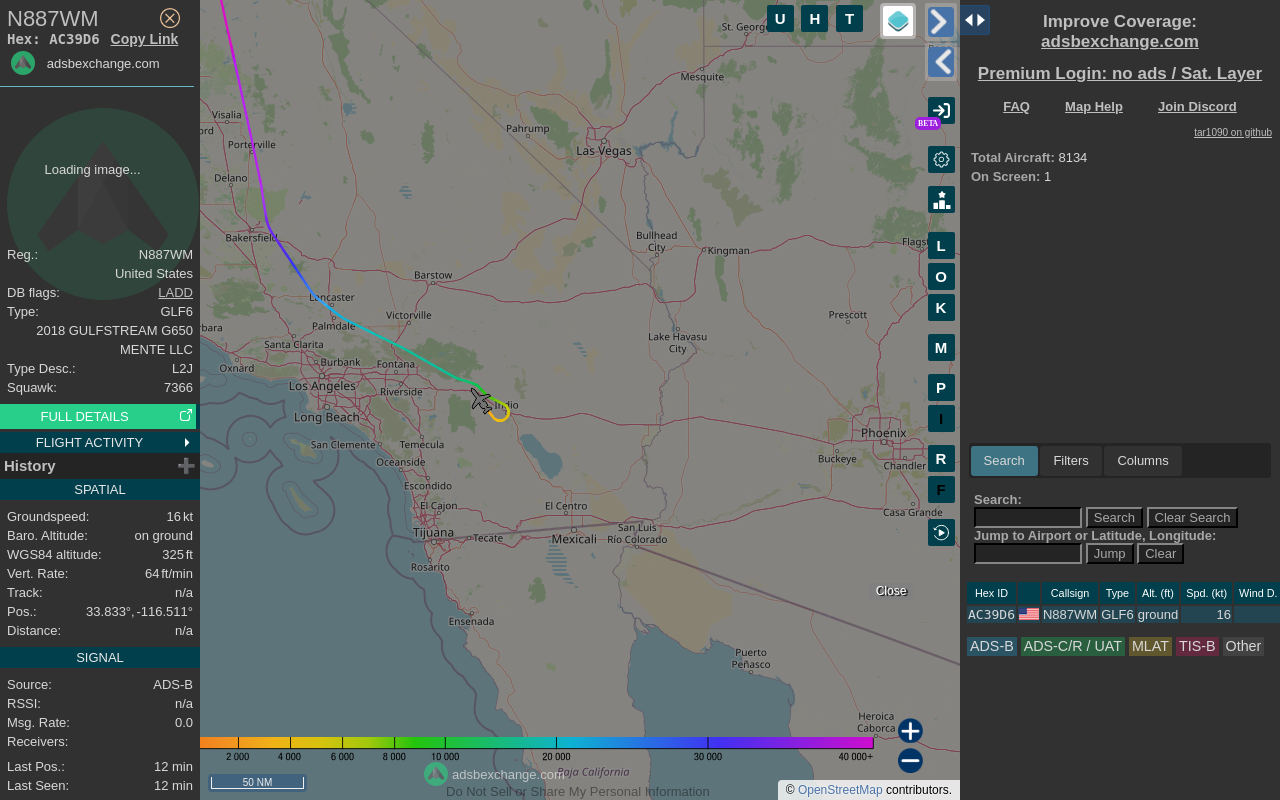 N887WM
Hex: AC39D6 Copy Link
adsbexchange.com
Loading image...
Reg.: N887WM
United States
DB flags: LADD
Type: GLF6
2018 GULFSTREAM G650
MENTE LLC
Type Desc.: L2J
Squawk: 7366
FULL DETAILS
FLIGHT ACTIVITY
History
SPATIAL
Groundspeed: 16 kt
Baro. Altitude: on ground
WGS84 altitude: 325 ft
Vert. Rate: 64 ft/min
Track: n/a
Pos.: 33.833°, -116.511°
Distance: n/a
SIGNAL
Source: ADS-B
RSSI: n/a
Msg. Rate: 0.0
Receivers:
Last Pos.: 12 min
Last Seen: 12 min
U H T
St. George
Mesquite
Visalia
Porterville
Delano
Bakersfield
Pahrump
Las Vegas
Bullhead
City
Kingman
Barstow
Lancaster
Palmdale
Victorville
Lake Havasu
City
Prescott
Santa Clarita
Oxnard
Burbank
Fontana
Los Angeles
Riverside
Long Beach
Indio
San Clemente
Temecula
Oceanside
Escondido
El Cajon
Tijuana
Tecate
Rosarito
Ensenada
El Centro
Mexicali
San Luis
Río Colorado
Phoenix
Buckeye
Chandler
Casa Grande
Puerto
Peñasco
Heroica
Caborca
Baja California
BETA
L
O
K
M
P
I
R
F
Close
2 000 4 000 6 000 8 000 10 000 20 000 30 000 40 000+
50 NM
adsbexchange.com
Do Not Sell or Share My Personal Information
© OpenStreetMap contributors.
Improve Coverage:
adsbexchange.com
Premium Login: no ads / Sat. Layer
FAQ Map Help Join Discord
tar1090 on github
Total Aircraft: 8134
On Screen: 1
Search Filters Columns
Search:
Search Clear Search
Jump to Airport or Latitude, Longitude:
Jump Clear
Hex ID Callsign Type Alt. (ft) Spd. (kt) Wind D.
AC39D6 N887WM GLF6 ground 16
ADS-B ADS-C/R / UAT MLAT TIS-B Other